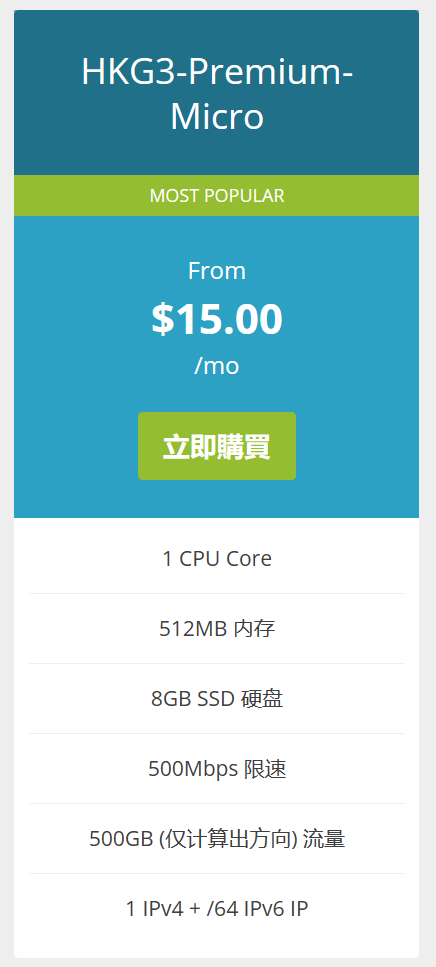 HKG3-Premium-
Micro
MOST POPULAR
From
$15.00
/mo
立即購買
1 CPU Core
512MB 内存
8GB SSD 硬盘
500Mbps 限速
500GB (仅计算出方向) 流量
1 IPv4 + /64 IPv6 IP